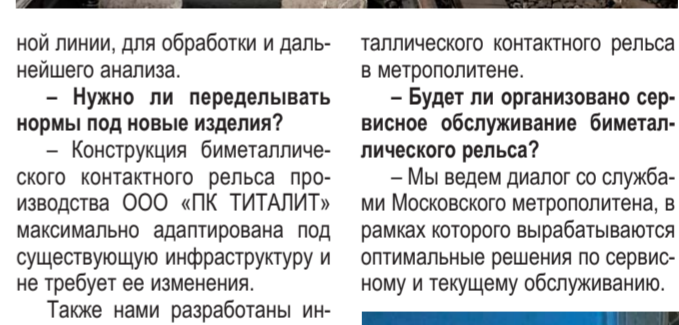 ной линии, для обработки и даль-
нейшего анализа.
– Нужно ли переделывать
нормы под новые изделия?
– Конструкция биметалличе-
ского контактного рельса про-
изводства ООО «ПК ТИТАЛИТ»
максимально адаптирована под
существующую инфраструктуру и
не требует ее изменения.
Также нами разработаны ин-
таллического контактного рельса
в метрополитене.
– Будет ли организовано сер-
висное обслуживание биметал-
лического рельса?
– Мы ведем диалог со служба-
ми Московского метрополитена, в
рамках которого вырабатываются
оптимальные решения по сервис-
ному и текущему обслуживанию.